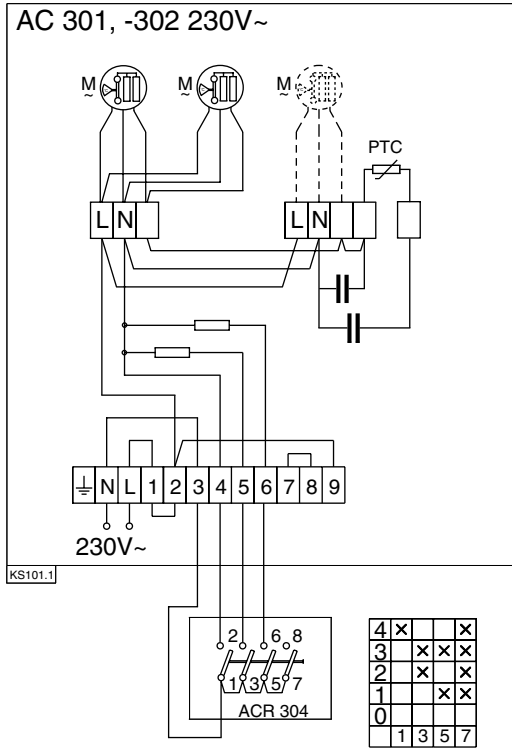 AC 301, -302 230V~
M
~
M
~
M
~
PTC
L N
L N
N L 1 2 3 4 5 6 7 8 9
230V~
KS101.1
2 6 8
1 3 5 7
ACR 304
4 x x
3 x x x
2 x x
1 x x
0
1 3 5 7